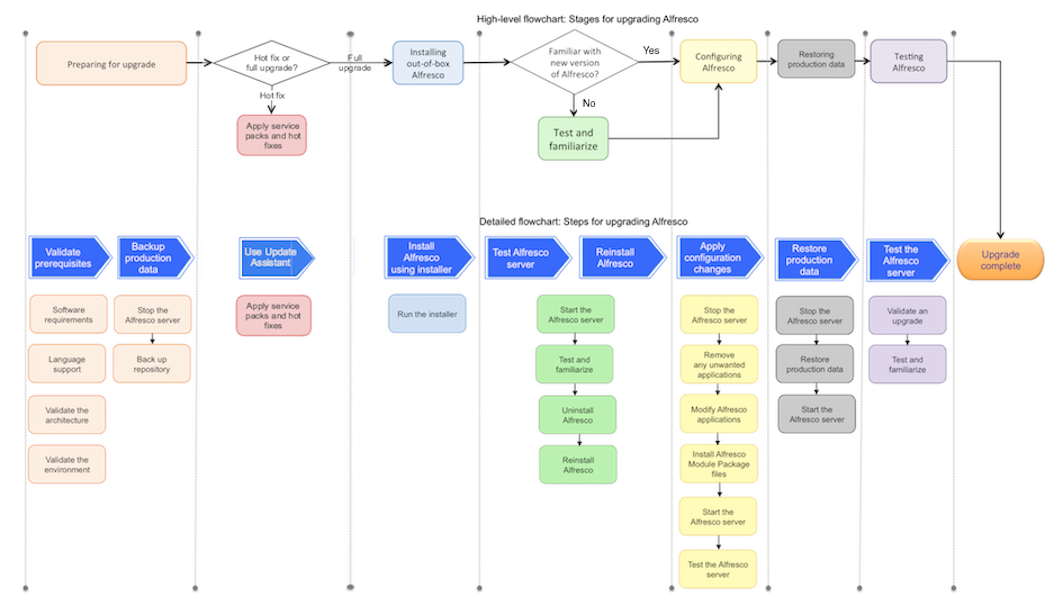 High-level flowchart: Stages for upgrading Alfresco
Preparing for upgrade
Hot fix or
full upgrade?
Full
upgrade
Hot fix
Apply service
packs and hot
fixes
Installing
out-of-box
Alfresco
Familiar with
new version
of Alfresco?
Yes
No
Test and
familiarize
Configuring
Alfresco
Restoring
production data
Testing
Alfresco
Detailed flowchart: Steps for upgrading Alfresco
Validate
prerequisites
Backup
production
data
Use Update
Assistant
Install
Alfresco
using installer
Test Alfresco
server
Reinstall
Alfresco
Apply
configuration
changes
Restore
production
data
Test the
Alfresco
server
Upgrade
complete
Software
requirements
Language
support
Validate the
architecture
Validate the
environment
Stop the
Alfresco server
Back up
repository
Apply service
packs and hot
fixes
Run the installer
Start the
Alfresco server
Test and
familiarize
Uninstall
Alfresco
Reinstall
Alfresco
Stop the
Alfresco server
Remove
any unwanted
applications
Modify Alfresco
applications
Install Alfresco
Module Package
files
Start the
Alfresco server
Test the Alfresco
server
Stop the
Alfresco server
Restore
production data
Start the
Alfresco server
Validate an
upgrade
Test and
familiarize